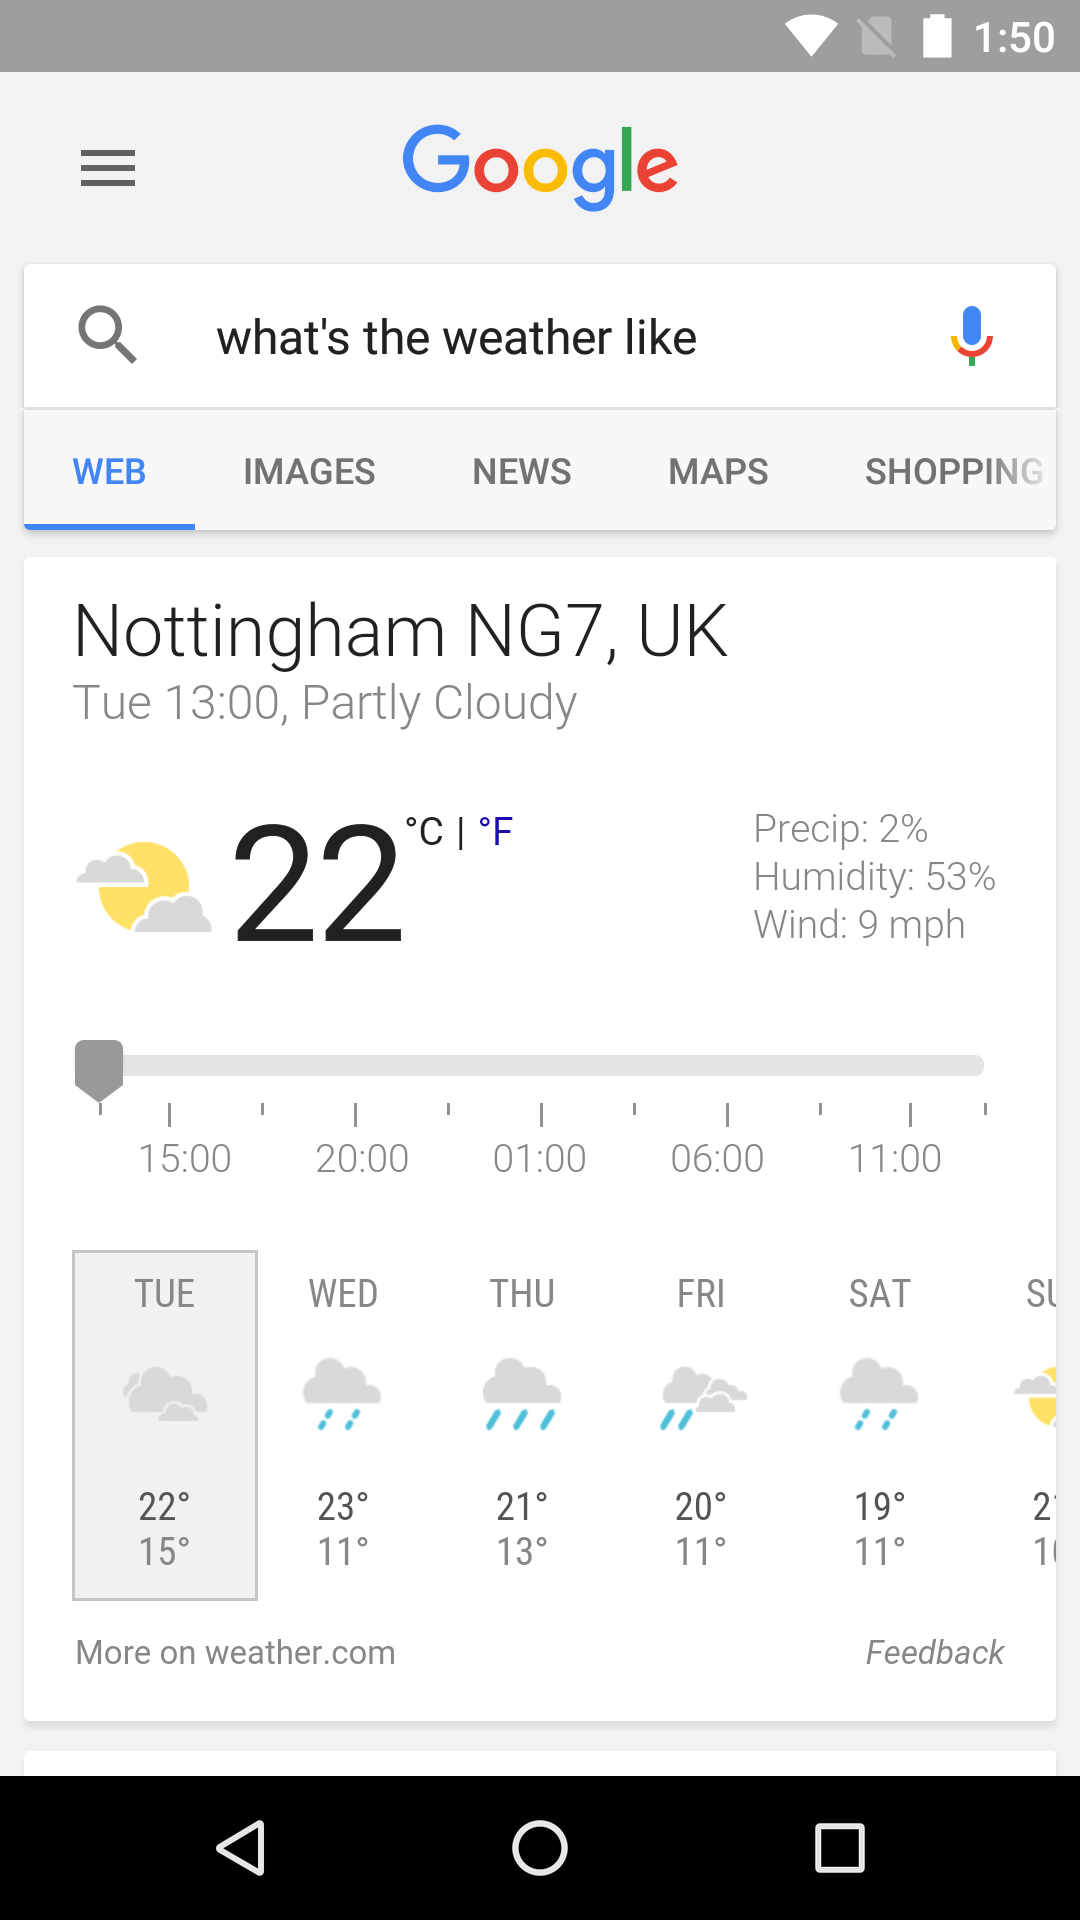 1:50
Google
what's the weather like
WEB IMAGES NEWS MAPS SHOPPING
Nottingham NG7, UK
Tue 13:00, Partly Cloudy
22 °C | °F
Precip: 2%
Humidity: 53%
Wind: 9 mph
15:00 20:00 01:00 06:00 11:00
TUE WED THU FRI SAT
22° 23° 21° 20° 19°
15° 11° 13° 11° 11°
More on weather.com Feedback